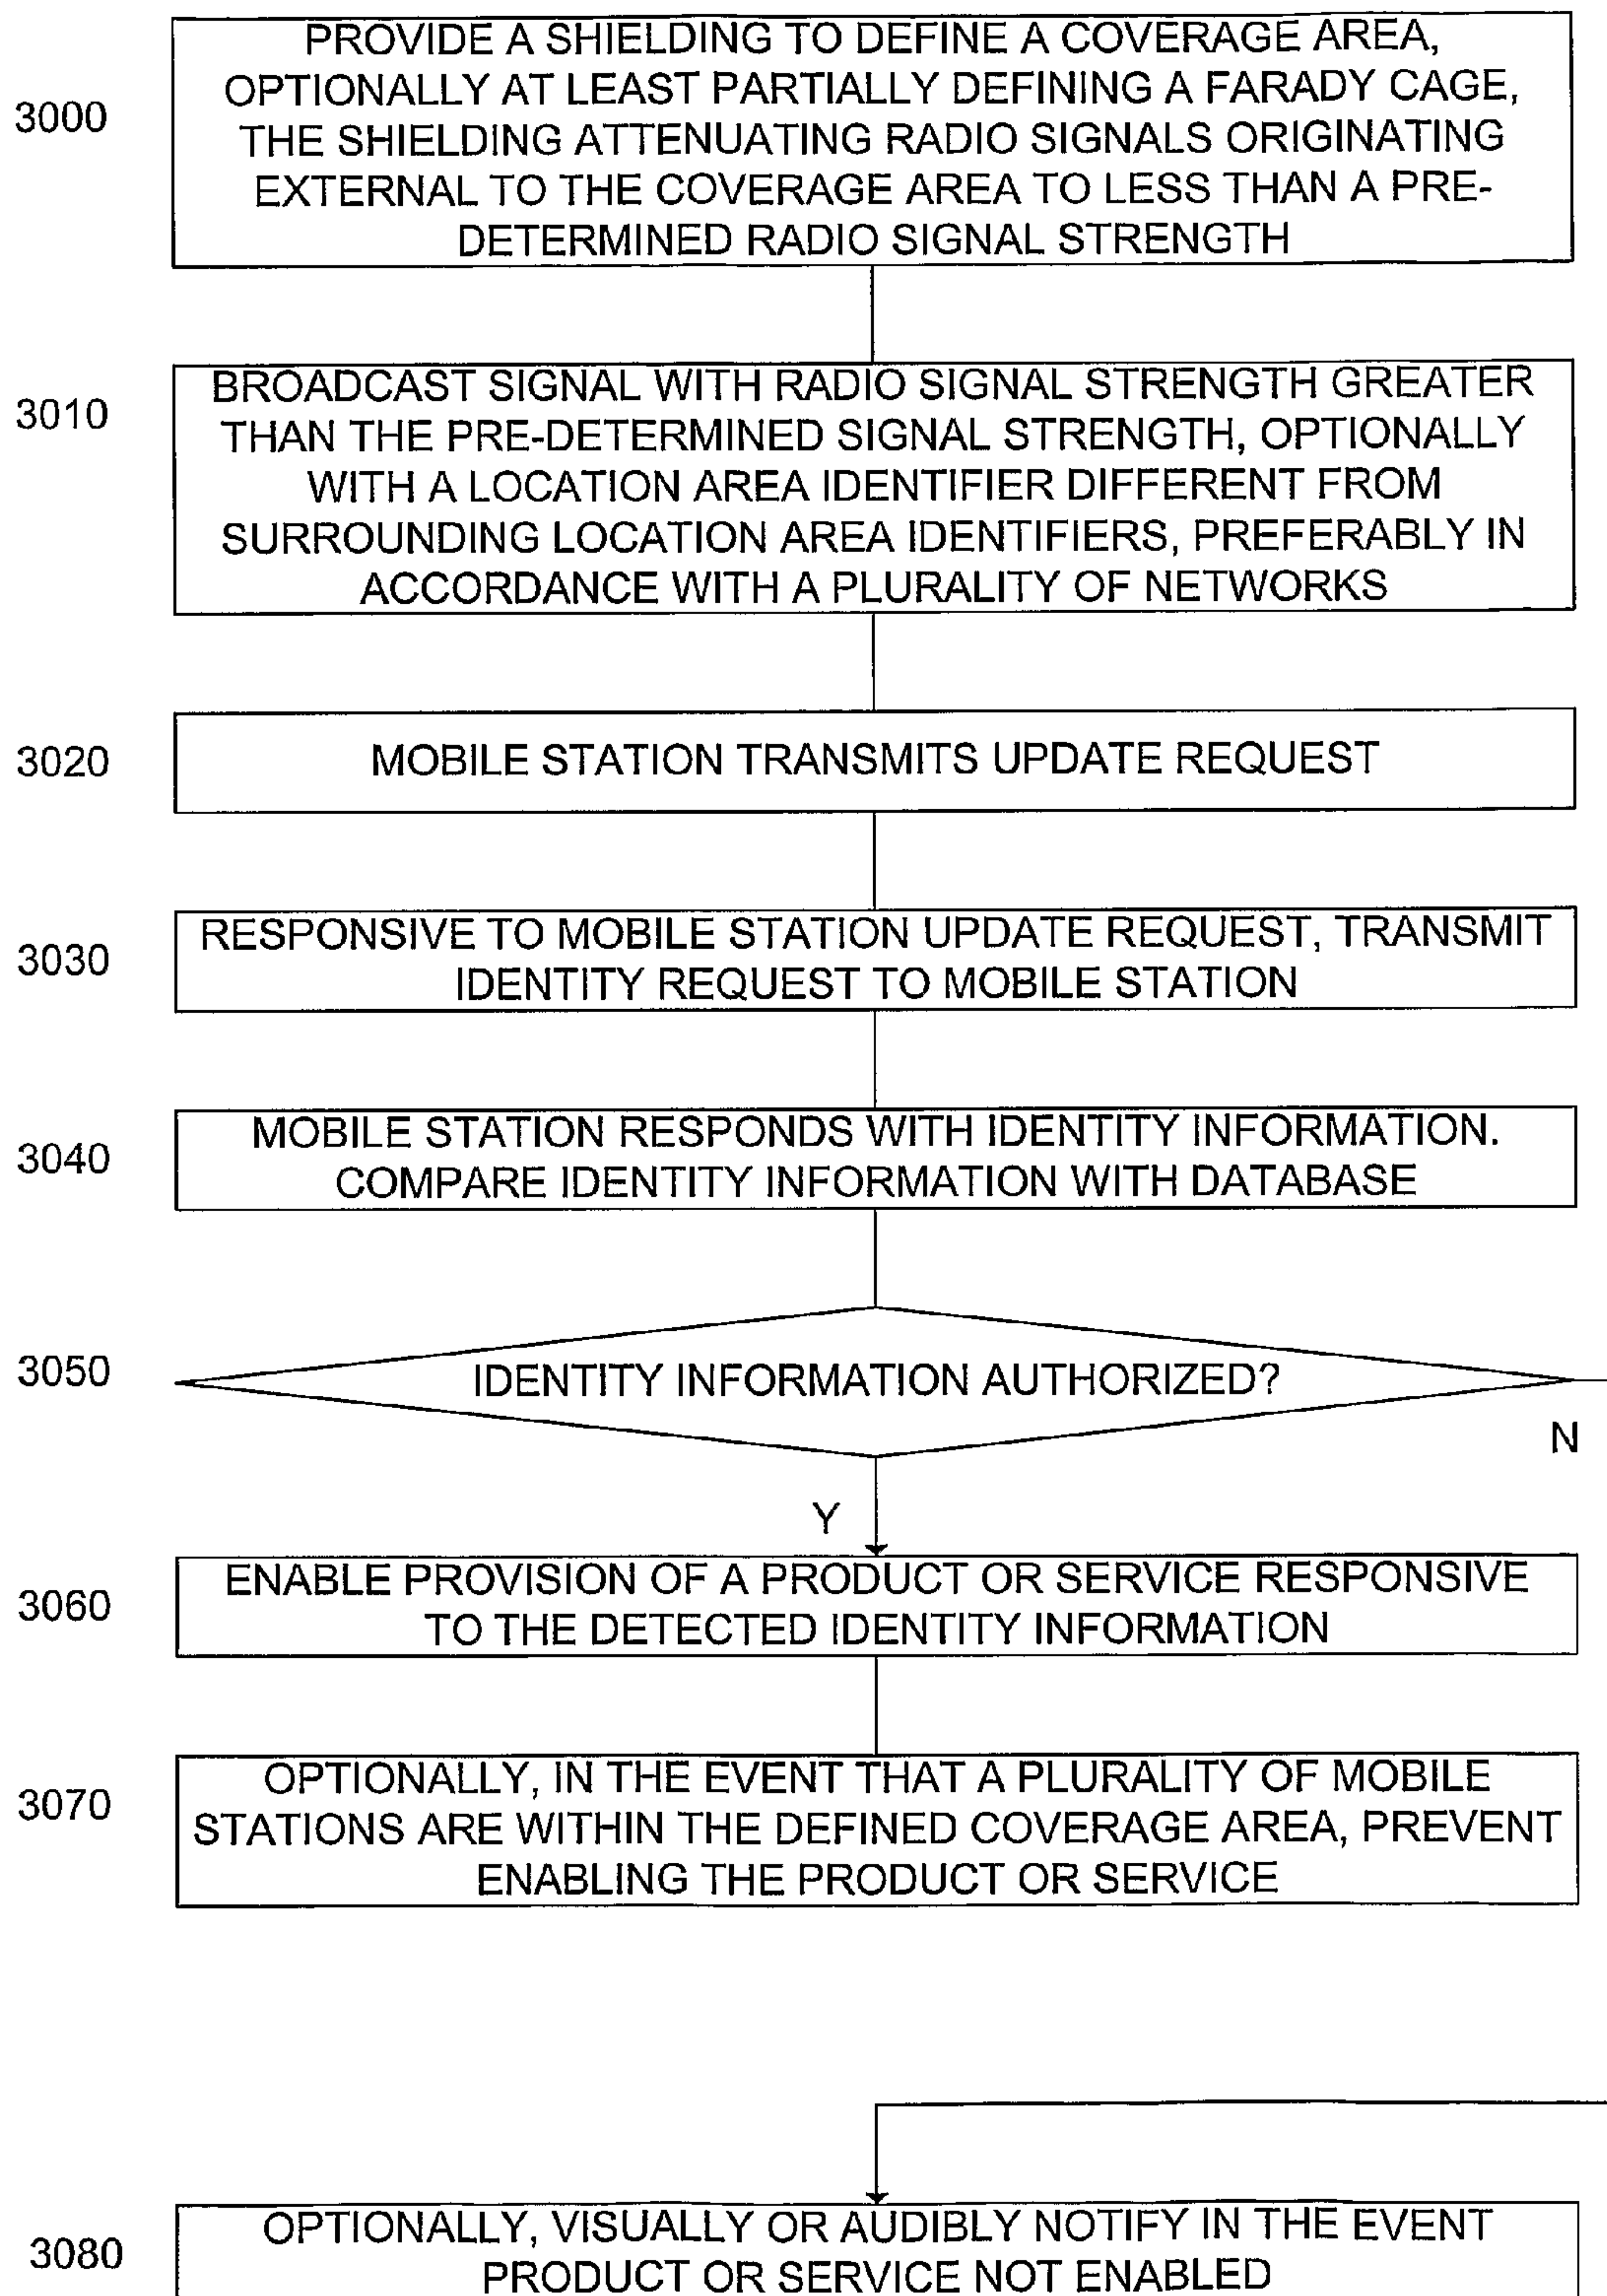 PROVIDE A SHIELDING TO DEFINE A COVERAGE AREA,
OPTIONALLY AT LEAST PARTIALLY DEFINING A FARADY CAGE,
3000
THE SHIELDING ATTENUATING RADIO SIGNALS ORIGINATING
EXTERNAL TO THE COVERAGE AREA TO LESS THAN A PRE-
DETERMINED RADIO SIGNAL STRENGTH
BROADCAST SIGNAL WITH RADIO SIGNAL STRENGTH GREATER
3010
THAN THE PRE-DETERMINED SIGNAL STRENGTH, OPTIONALLY
WITH A LOCATION AREA IDENTIFIER DIFFERENT FROM
SURROUNDING LOCATION AREA IDENTIFIERS, PREFERABLY IN
ACCORDANCE WITH A PLURALITY OF NETWORKS
3020
MOBILE STATION TRANSMITS UPDATE REQUEST
3030
RESPONSIVE TO MOBILE STATION UPDATE REQUEST, TRANSMIT
IDENTITY REQUEST TO MOBILE STATION
3040
MOBILE STATION RESPONDS WITH IDENTITY INFORMATION.
COMPARE IDENTITY INFORMATION WITH DATABASE
3050
IDENTITY INFORMATION AUTHORIZED?
N
Y
3060
ENABLE PROVISION OF A PRODUCT OR SERVICE RESPONSIVE
TO THE DETECTED IDENTITY INFORMATION
3070
OPTIONALLY, IN THE EVENT THAT A PLURALITY OF MOBILE
STATIONS ARE WITHIN THE DEFINED COVERAGE AREA, PREVENT
ENABLING THE PRODUCT OR SERVICE
3080
OPTIONALLY, VISUALLY OR AUDIBLY NOTIFY IN THE EVENT
PRODUCT OR SERVICE NOT ENABLED